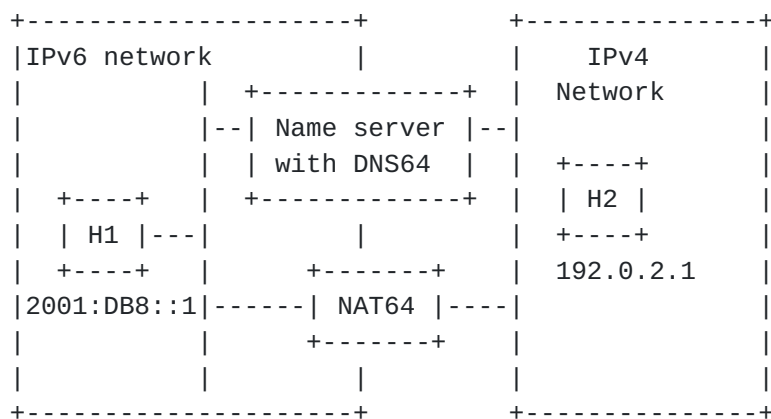 +---------------------+         +---------------+
|IPv6 network         |         |    IPv4       |
|           |  +-------------+  |  Network      |
|           |--| Name server |--|               |
|           |  | with DNS64  |  |  +----+       |
|  +----+   |  +-------------+  |  | H2 |       |
|  | H1 |---|         |         |  +----+       |
|  +----+   |      +-------+    |  192.0.2.1    |
|2001:DB8::1|------| NAT64 |----|               |
|           |      +-------+    |               |
|           |         |         |               |
+---------------------+         +---------------+